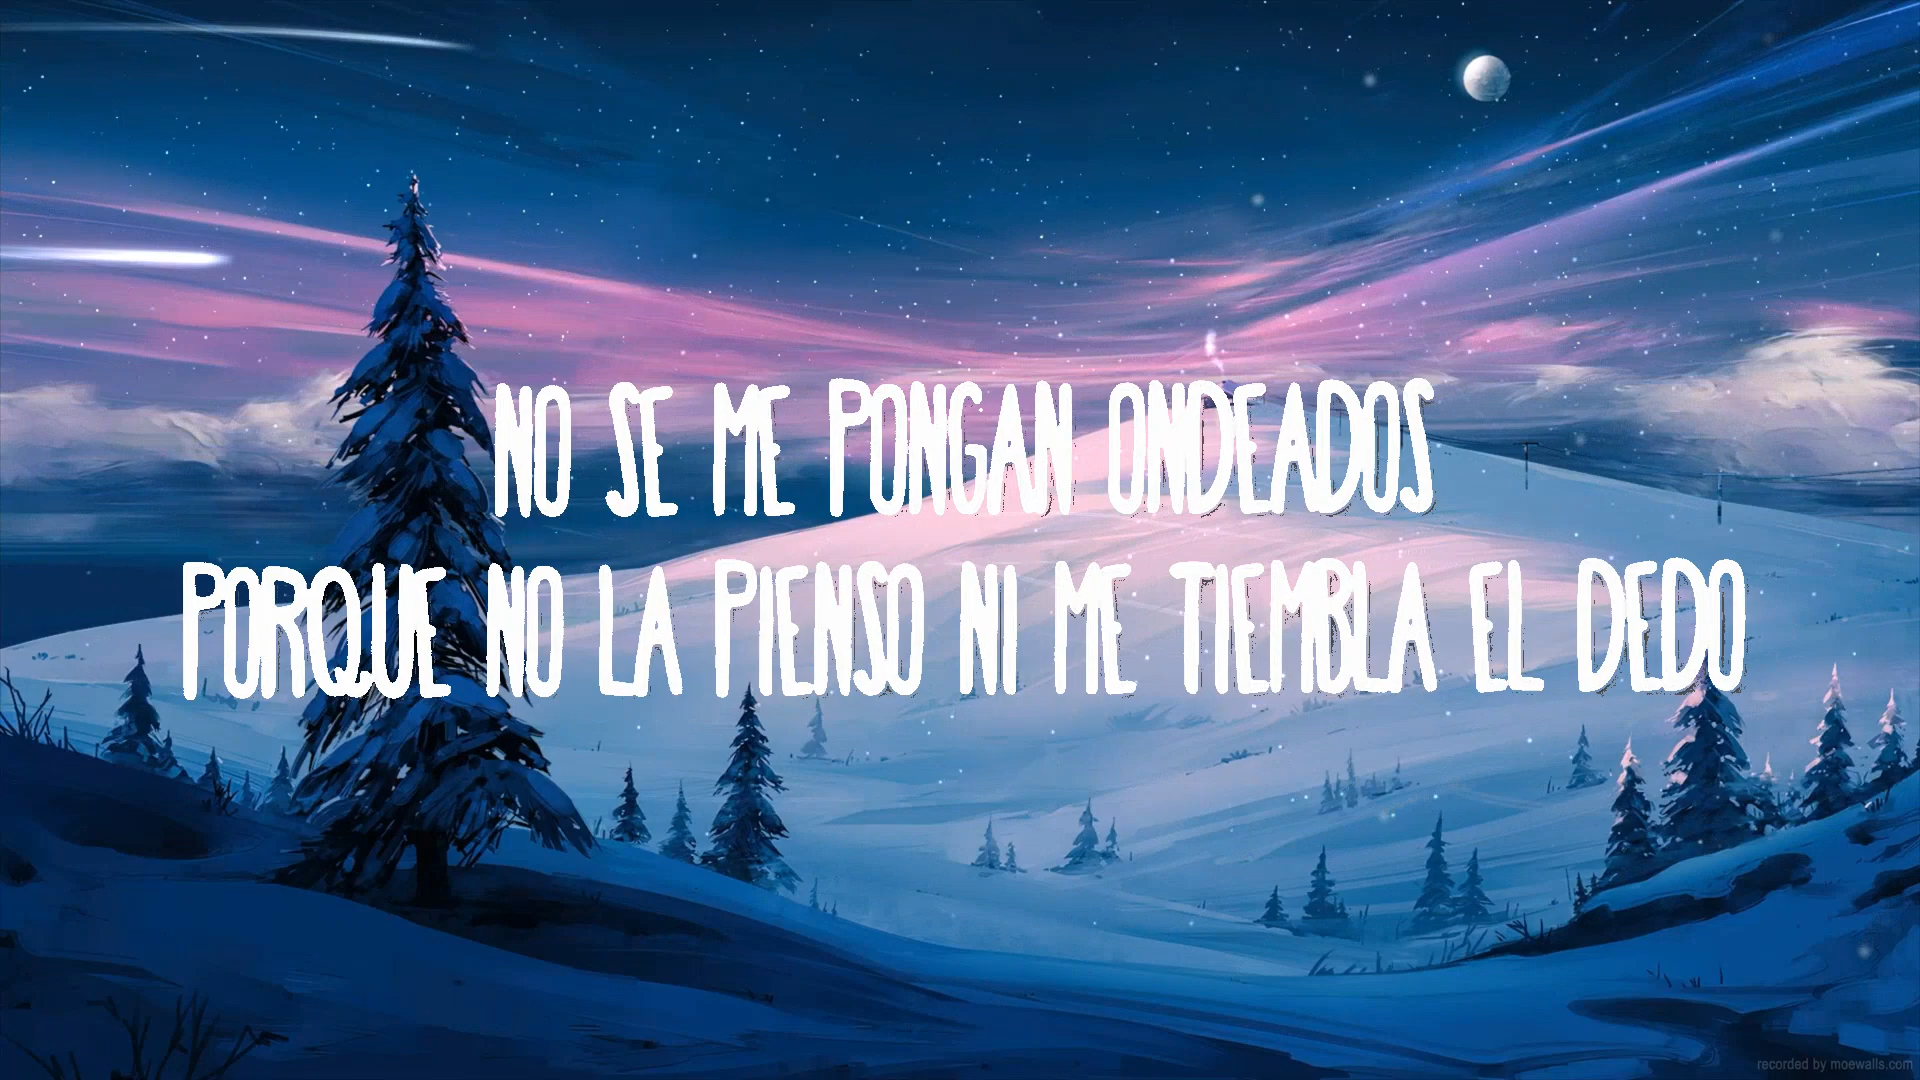 NO SE ME PONGAN ONDEADOS
PORQUE NO LA PIENSO NI ME TIEMBLA EL DEDO
recorded by moewalls.com